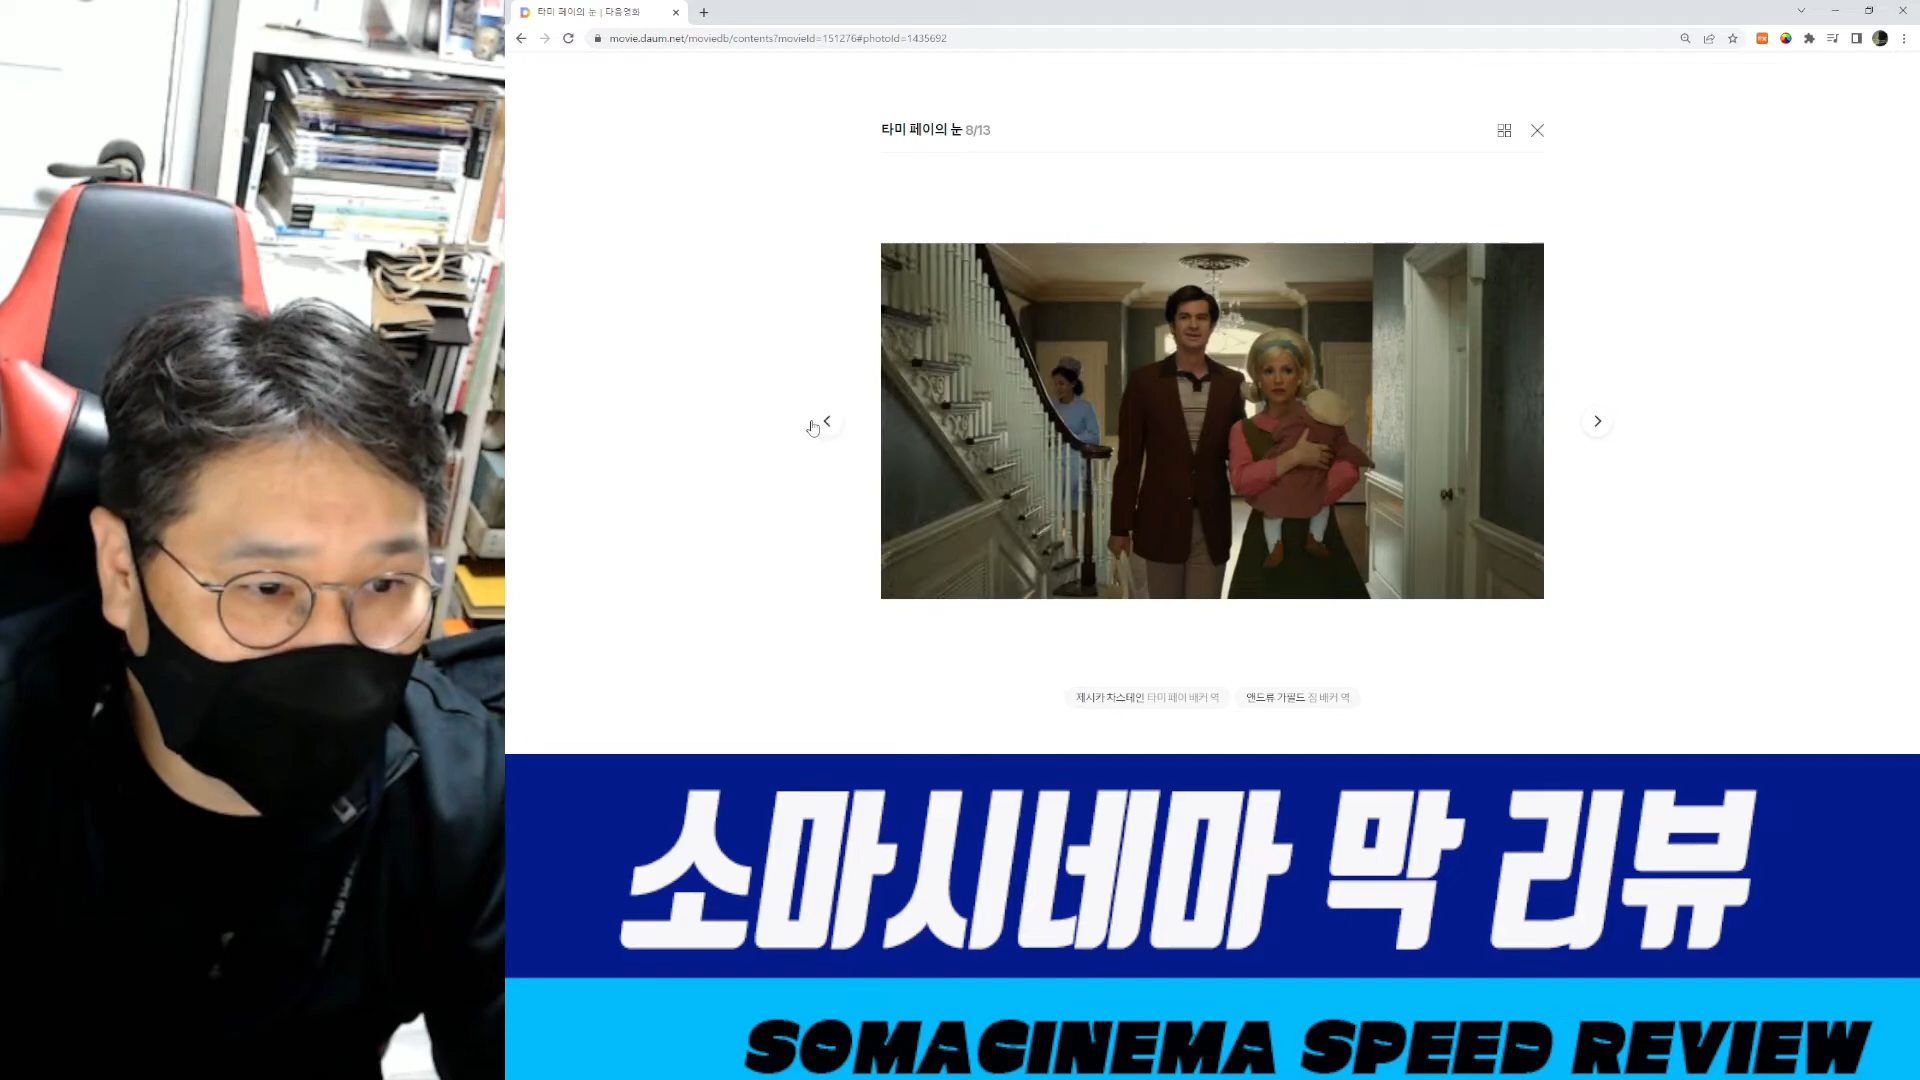 타미 페이의 눈 | 다음영화
movie.daum.net/moviedb/contents?movieId=151276#photoId=1435692
타미 페이의 눈 8/13
제시카 차스테인 타미 페이 배커 역
앤드류 가필드 짐 배커 역
소마시네마 막 리뷰
SOMACINEMA SPEED REVIEW